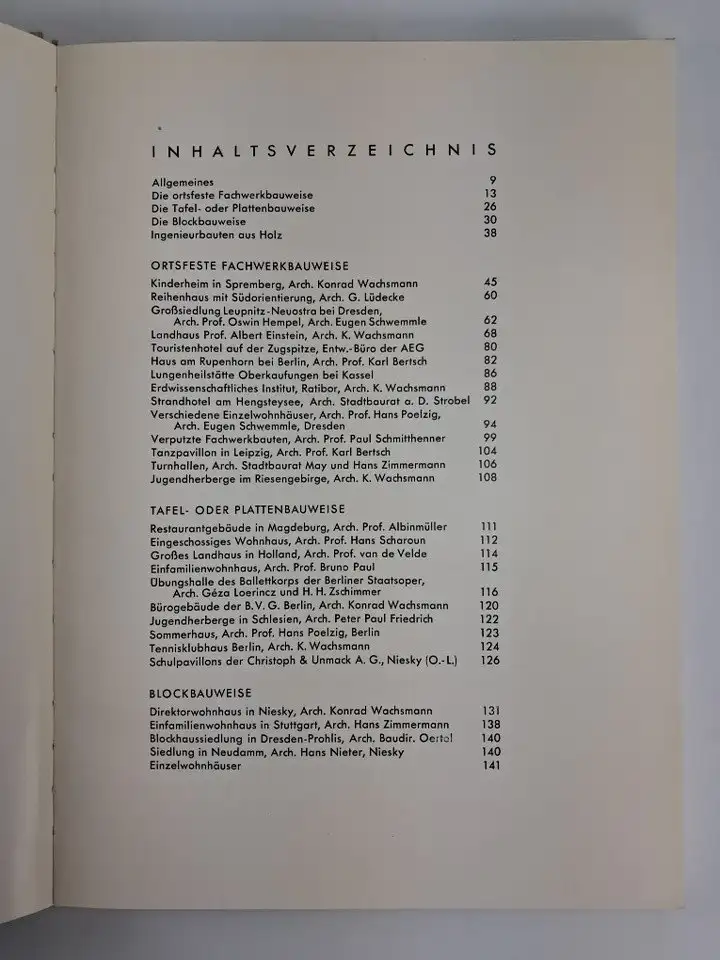 INHALTSVERZEICHNIS
Allgemeines 9
Die ortsfeste Fachwerkbauweise 13
Die Tafel- oder Plattenbauweise 26
Die Blockbauweise 30
Ingenieurbauten aus Holz 38
ORTSFESTE FACHWERKBAUWEISE
Kinderheim in Spremberg, Arch. Konrad Wachsmann 45
Reihenhaus mit Südorientierung, Arch. G. Lüdecke 60
Großsiedlung Leupnitz-Neuostra bei Dresden,
Arch. Prof. Oswin Hempel, Arch. Eugen Schwemmle 62
Landhaus Prof. Albert Einstein, Arch. K. Wachsmann 68
Touristenhotel auf der Zugspitze, Entw.-Büro der AEG 80
Haus am Rupenhorn bei Berlin, Arch. Prof. Karl Bertsch 82
Lungenheilstätte Oberkaufungen bei Kassel 86
Erdwissenschaftliches Institut, Ratibor, Arch. K. Wachsmann 88
Strandhotel am Hengsteysee, Arch. Stadtbaurat a. D. Strobel 92
Verschiedene Einzelwohnhäuser, Arch. Prof. Hans Poelzig,
Arch. Eugen Schwemmle, Dresden 94
Verputzte Fachwerkbauten, Arch. Prof. Paul Schmitthenner 99
Tanzpavillon in Leipzig, Arch. Prof. Karl Bertsch 104
Turnhallen, Arch. Stadtbaurat May und Hans Zimmermann 106
Jugendherberge im Riesengebirge, Arch. K. Wachsmann 108
TAFEL- ODER PLATTENBAUWEISE
Restaurantgebäude in Magdeburg, Arch. Prof. Albinmüller 111
Eingeschossiges Wohnhaus, Arch. Prof. Hans Scharoun 112
Großes Landhaus in Holland, Arch. Prof. van de Velde 114
Einfamilienwohnhaus, Arch. Prof. Bruno Paul 115
Übungshalle des Ballettkorps der Berliner Staatsoper,
Arch. Géza Loerincz und H. H. Zschimmer 116
Bürogebäude der B. V. G. Berlin, Arch. Konrad Wachsmann 120
Jugendherberge in Schlesien, Arch. Peter Paul Friedrich 122
Sommerhaus, Arch. Prof. Hans Poelzig, Berlin 123
Tennisklubhaus Berlin, Arch. K. Wachsmann 124
Schulpavillons der Christoph & Unmack A. G., Niesky (O.-L.) 126
BLOCKBAUWEISE
Direktorwohnhaus in Niesky, Arch. Konrad Wachsmann 131
Einfamilienwohnhaus in Stuttgart, Arch. Hans Zimmermann 138
Blockhaussiedlung in Dresden-Prohlis, Arch. Baudir. Oertel 140
Siedlung in Neudamm, Arch. Hans Nieter, Niesky 140
Einzelwohnhäuser 141